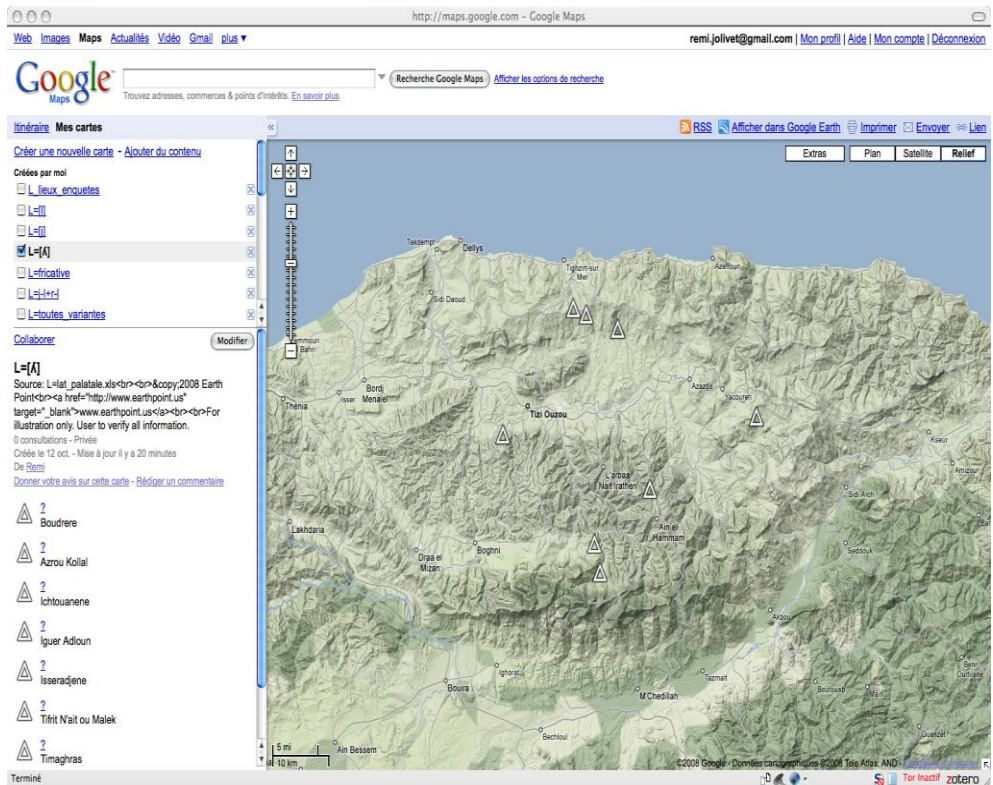 http://maps.google.com – Google Maps
Web Images Maps Actualités Vidéo Gmail plus ▼
remi.jolivet@gmail.com | Mon profil | Aide | Mon compte | Déconnexion
Google Maps
Recherche Google Maps
Afficher les options de recherche
Trouvez adresses, commerces & points d'intérêts. En savoir plus.
Itinéraire Mes cartes
«
RSS Afficher dans Google Earth Imprimer Envoyer Lien
Créer une nouvelle carte - Ajouter du contenu
Créées par moi
L_lieux_enquetes
L=[l]
L=[j]
L=[ʎ]
L=fricative
L=j-l+r-l
L=toutes_variantes
Collaborer
Modifier
L=[ʎ]
Source: L=lat_palatale.xls<br><br>&copy;2008 Earth
Point<br><a href="http://www.earthpoint.us"
target="_blank">www.earthpoint.us</a><br><br>For
illustration only. User to verify all information.
0 consultations - Privée
Créée le 12 oct. - Mise à jour il y a 20 minutes
De Remi
Donner votre avis sur cette carte - Rédiger un commentaire
?
Boudrere
?
Azrou Kollal
?
Ichtouanene
?
Iguer Adloun
?
Isseradjene
?
Tifrit N'ait ou Malek
?
Timaghras
Extras Plan Satellite Relief
Takdempt
Dellys
Tighzirt-sur
Mer
Azeffoun
Sidi Daoud
Thenia
Isser
Bordj
Menaiel
Tizi Ouzou
Azazga
Yacouren
Kseur
Amizour
L'arbaa
Nait Irathen
Sidi Aich
Ain el
Hammam
Lakhdaria
Draa el
Mizan
Boghni
Seddouk
Akbou
Ighorat
Bouira
M'Chedillah
Tazmalt
Boutouab
Main
Guenzet
Bechloul
Ain Bessem
5 mi
10 km
©2008 Google - Données cartographiques ©2008 Tele Atlas, AND -
Terminé
Tor Inactif zotero